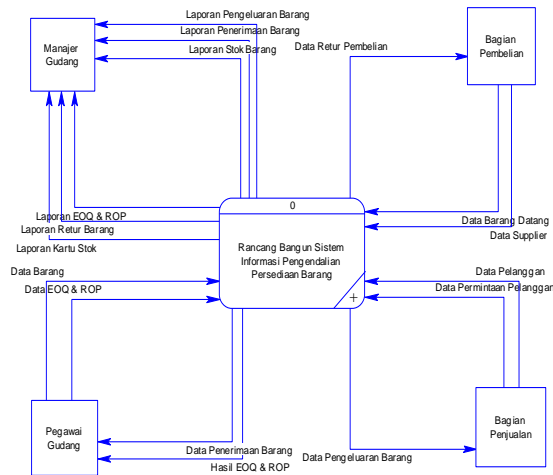 Laporan Pengeluaran Barang
Laporan Penerimaan Barang
Laporan Stok Barang
Manajer
Gudang
Data Retur Pembelian
Bagian
Pembelian
0
Laporan EOQ & ROP
Laporan Retur Barang
Laporan Kartu Stok
Data Barang Datang
Data Supplier
Rancang Bangun Sistem
Informasi Pengendalian
Persediaan Barang
+
Data Barang
Data EOQ & ROP
Data Pelanggan
Data Permintaan Pelanggan
Pegawai
Gudang
Data Penerimaan Barang
Hasil EOQ & ROP
Data Pengeluaran Barang
Bagian
Penjualan